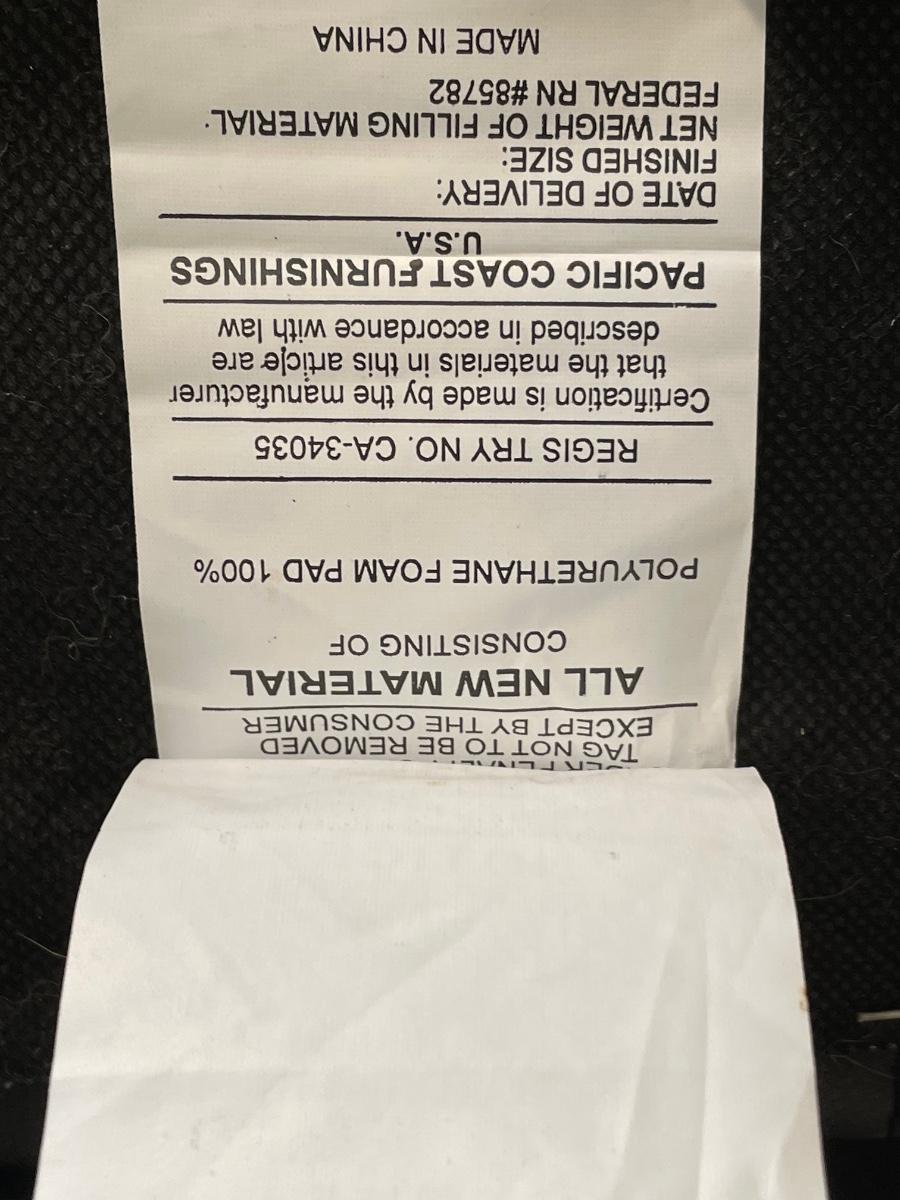 TAG NOT TO BE REMOVED
EXCEPT BY THE CONSUMER
ALL NEW MATERIAL
CONSISTING OF
POLYURETHANE FOAM PAD 100%
REGIS TRY NO. CA-34035
Certification is made by the manufacturer
that the materials in this article are
described in accordance with law
PACIFIC COAST FURNISHINGS
U.S.A.
DATE OF DELIVERY:
FINISHED SIZE:
NET WEIGHT OF FILLING MATERIAL:
FEDERAL RN #85782
MADE IN CHINA